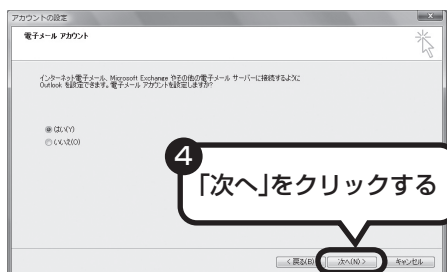 アカウントの設定
電子メール アカウント
インターネット電子メール、Microsoft Exchange やその他の電子メール サーバーに接続するように
Outlook を設定できます。電子メール アカウントを設定しますか?
はい(Y)
いいえ(O)
4
「次へ」をクリックする
< 戻る(B)
次へ(N) >
キャンセル